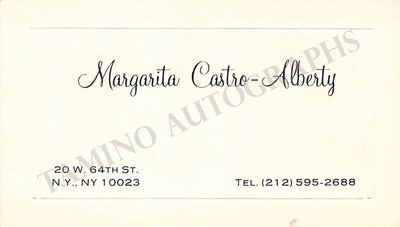 Margarita Castro-Alberty
TAMINO AUTOGRAPHS
20 W. 64TH ST.
N.Y., NY 10023
TEL. (212) 595-2688